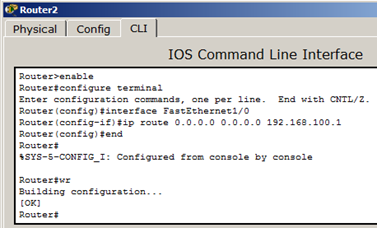 Router2
Physical Config CLI
IOS Command Line Interface
Router>enable
Router#configure terminal
Enter configuration commands, one per line.  End with CNTL/Z.
Router(config)#interface FastEthernet1/0
Router(config-if)#ip route 0.0.0.0 0.0.0.0 192.168.100.1
Router(config)#end
Router#
%SYS-5-CONFIG_I: Configured from console by console
Router#wr
Building configuration...
[OK]
Router#